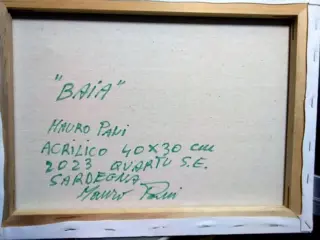 "BAIA"
MAURO PANI
ACRILICO 40X30 cm
2023 QUARTU S.E.
SARDEGNA
Mauro Pani